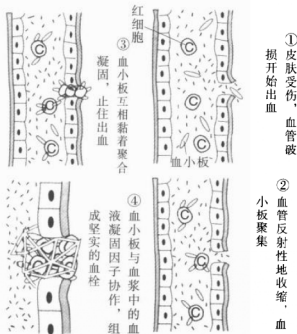 ①皮肤受伤，血管破
损开始出血
红细胞
血小板
②血管反射性地收缩，血
小板聚集
③血小板互相黏着聚合
凝固，止住出血
④血小板与血浆中的血
液凝固因子协作，组
成坚实的血栓